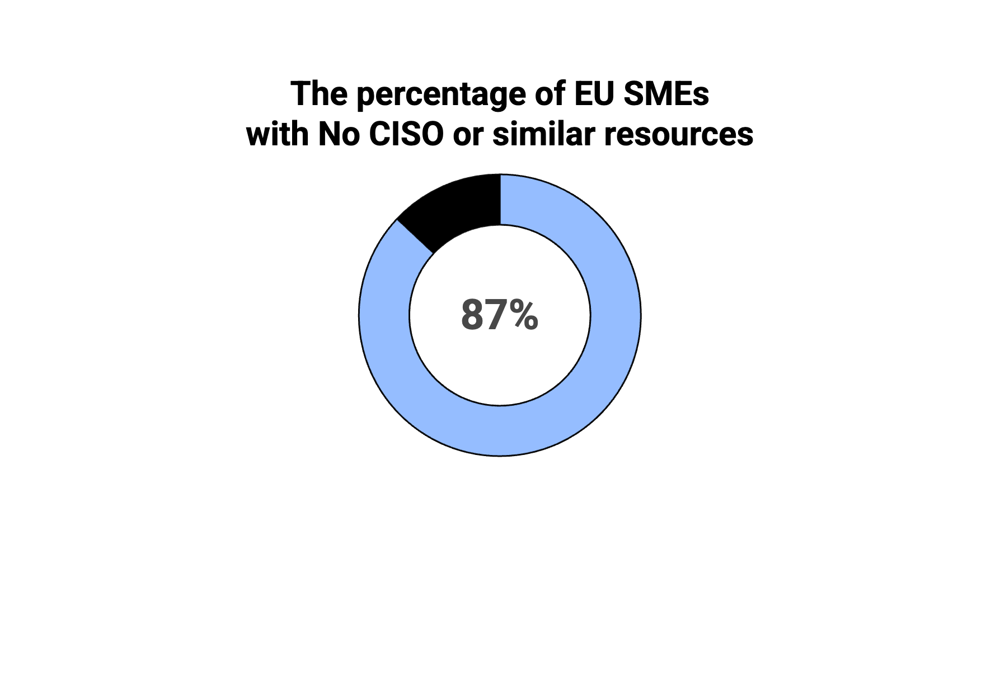 The percentage of EU SMEs
with No CISO or similar resources
87%